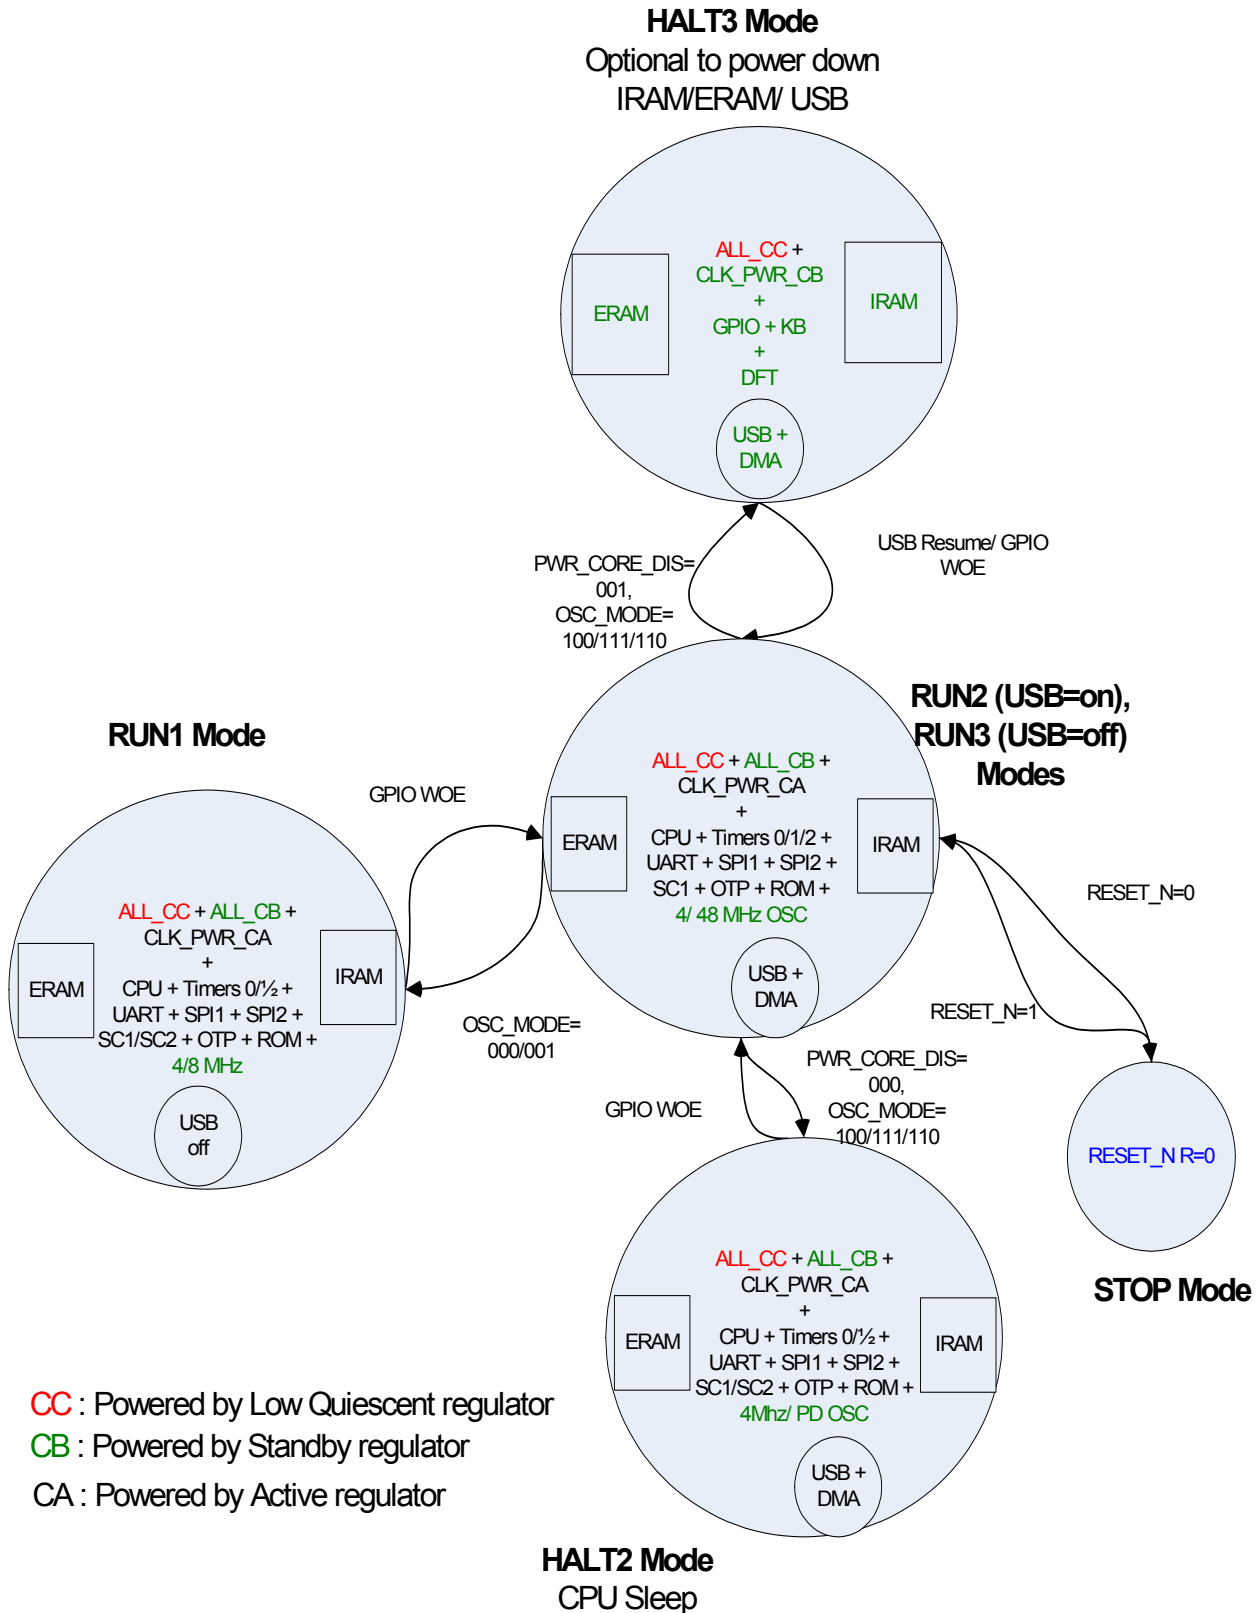 HALT3 Mode
Optional to power down
IRAM/ERAM/ USB
ALL_CC +
CLK_PWR_CB
+
GPIO + KB
+
DFT
ERAM
IRAM
USB +
DMA
PWR_CORE_DIS=
001,
OSC_MODE=
100/111/110
USB Resume/ GPIO
WOE
RUN2 (USB=on),
RUN3 (USB=off)
Modes
ALL_CC + ALL_CB +
CLK_PWR_CA
+
CPU + Timers 0/1/2 +
UART + SPI1 + SPI2 +
SC1 + OTP + ROM +
4/ 48 MHz OSC
ERAM
IRAM
USB +
DMA
RUN1 Mode
GPIO WOE
ALL_CC + ALL_CB +
CLK_PWR_CA
+
CPU + Timers 0/½ +
UART + SPI1 + SPI2 +
SC1/SC2 + OTP + ROM +
4/8 MHz
ERAM
IRAM
USB
off
OSC_MODE=
000/001
RESET_N=0
RESET_N=1
RESET_N R=0
STOP Mode
GPIO WOE
PWR_CORE_DIS=
000,
OSC_MODE=
100/111/110
ALL_CC + ALL_CB +
CLK_PWR_CA
+
CPU + Timers 0/½ +
UART + SPI1 + SPI2 +
SC1/SC2 + OTP + ROM +
4Mhz/ PD OSC
ERAM
IRAM
USB +
DMA
HALT2 Mode
CPU Sleep
CC : Powered by Low Quiescent regulator
CB : Powered by Standby regulator
CA : Powered by Active regulator